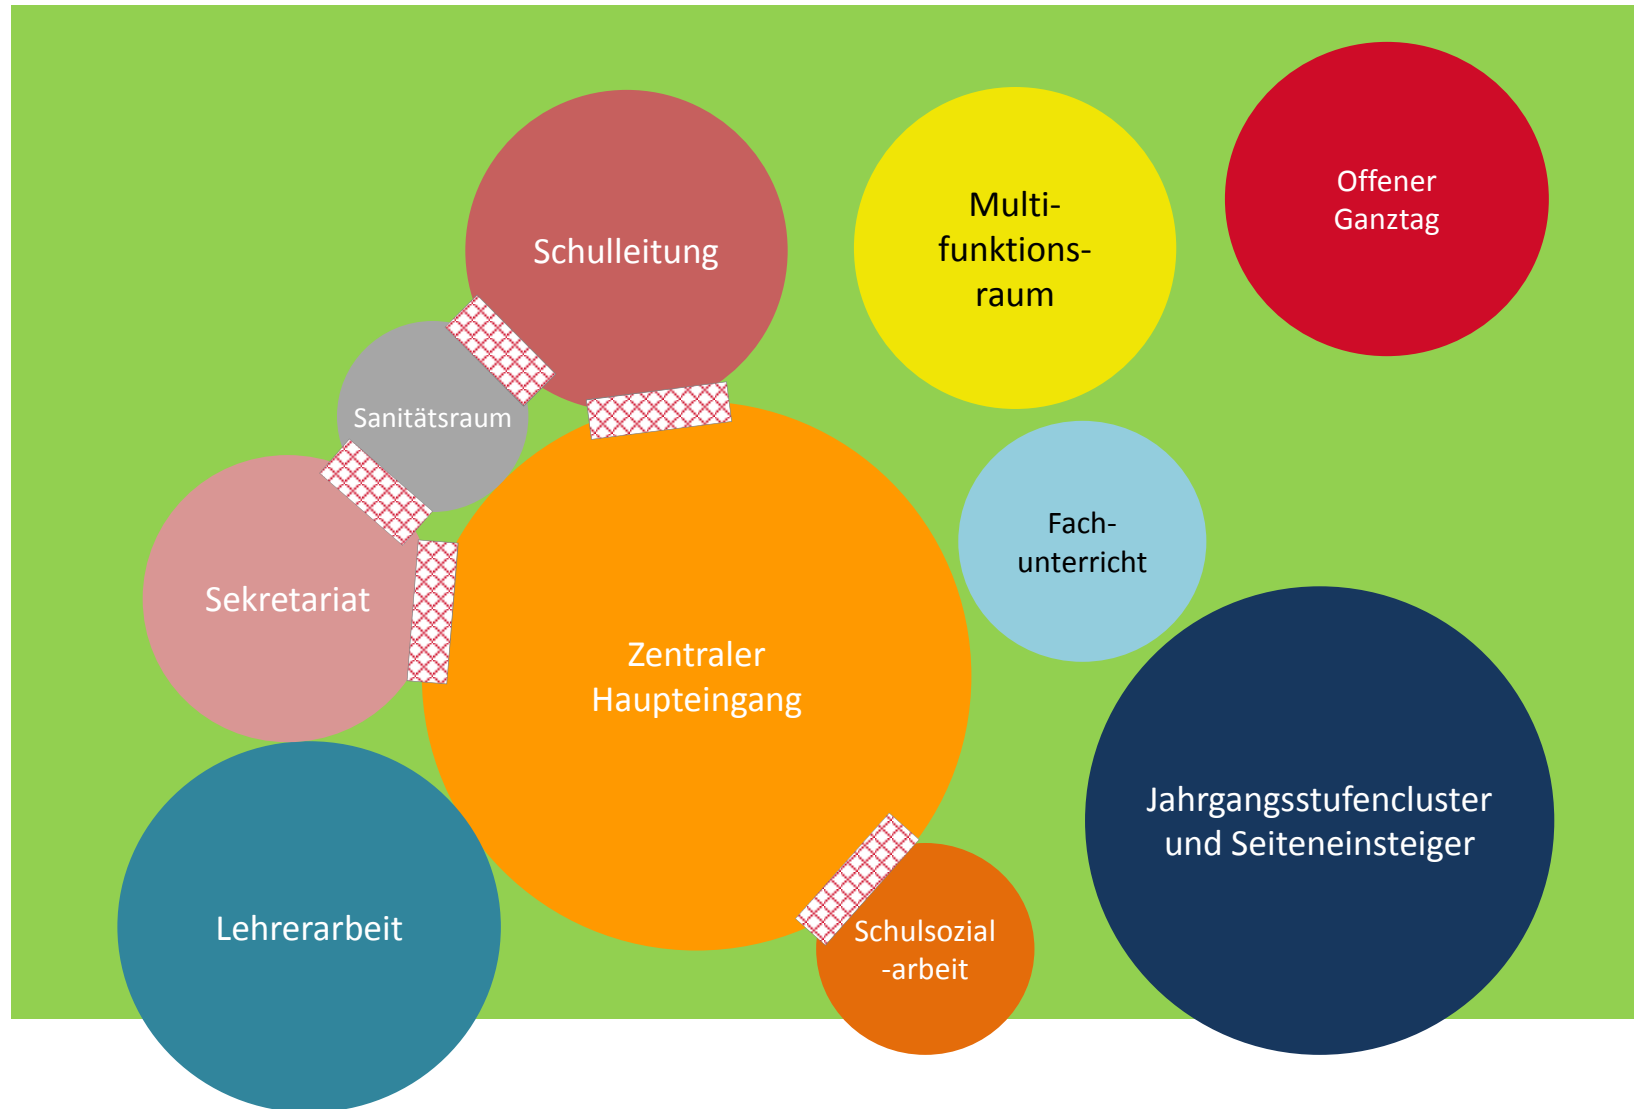 Offener
Ganztag
Multi-
funktions-
raum
Schulleitung
Sanitätsraum
Fach-
unterricht
Sekretariat
Zentraler
Haupteingang
Jahrgangsstufencluster
und Seiteneinsteiger
Lehrerarbeit
Schulsozial
-arbeit